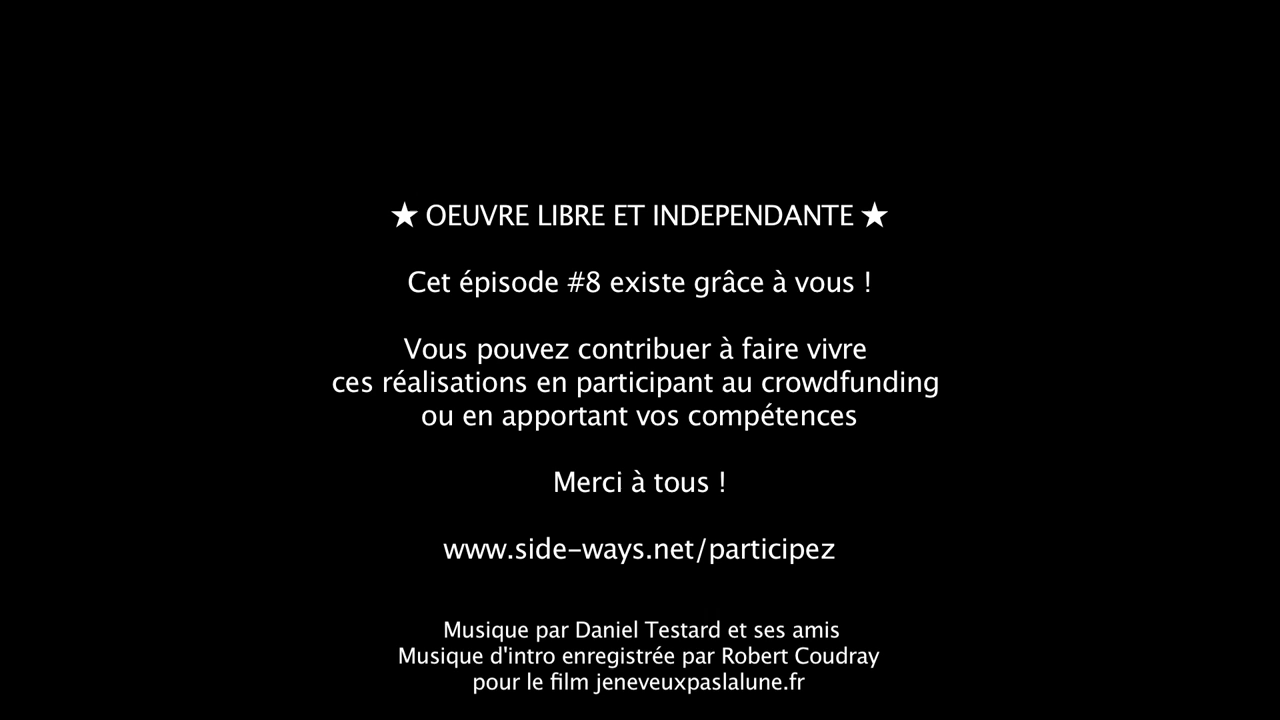 ★ OEUVRE LIBRE ET INDEPENDANTE ★
Cet épisode #8 existe grâce à vous !
Vous pouvez contribuer à faire vivre
ces réalisations en participant au crowdfunding
ou en apportant vos compétences
Merci à tous !
www.side-ways.net/participez
Musique par Daniel Testard et ses amis
Musique d'intro enregistrée par Robert Coudray
pour le film jeneveuxpaslalune.fr